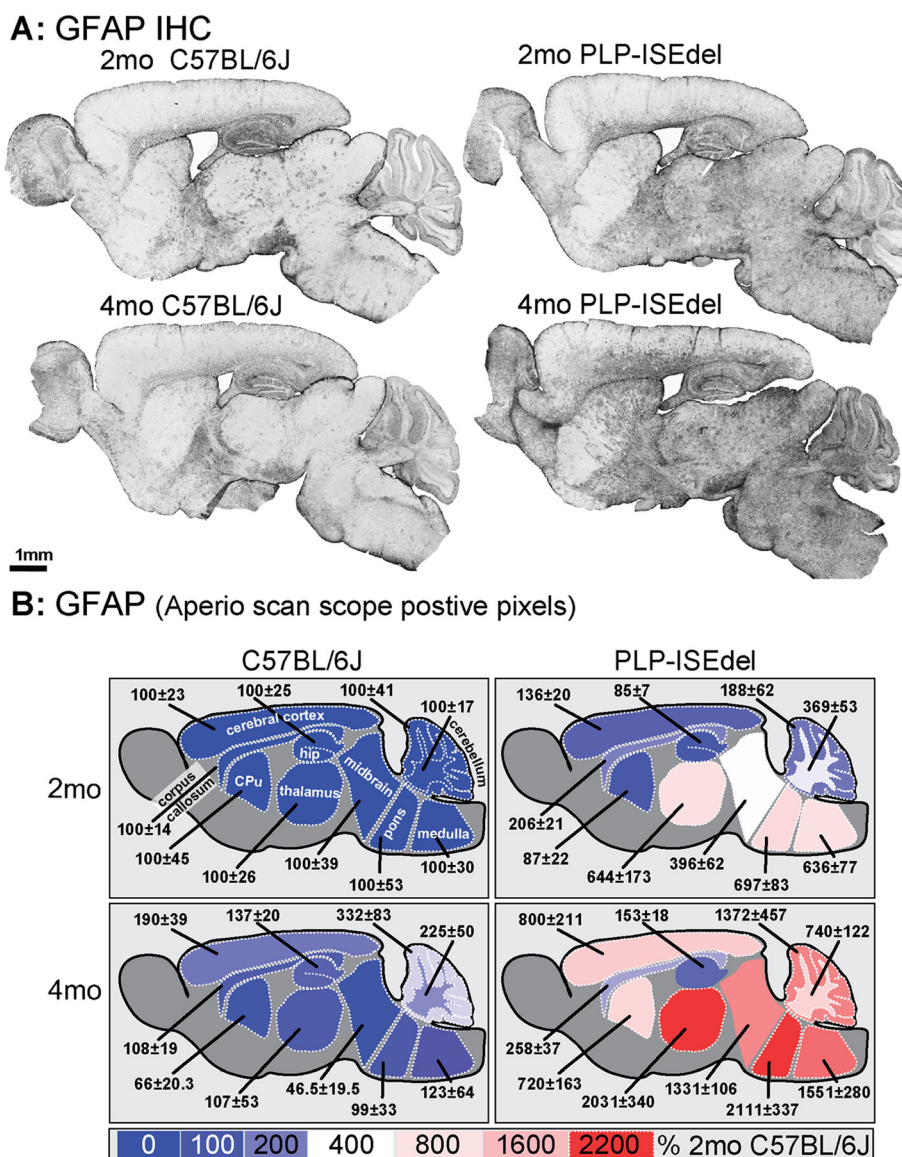 A: GFAP IHC
2mo C57BL/6J
2mo PLP-ISEdel
4mo C57BL/6J
4mo PLP-ISEdel
1mm
B: GFAP (Aperio scan scope postive pixels)
C57BL/6J
PLP-ISEdel
2mo
100±23
100±25
100±41
100±17
cerebral cortex
cerebellum
hip
midbrain
CPu
thalamus
corpus
callosum
pons
medulla
100±14
100±45
100±26
100±39
100±53
100±30
136±20
85±7
188±62
369±53
206±21
87±22
644±173
396±62
697±83
636±77
4mo
190±39
137±20
332±83
225±50
108±19
66±20.3
107±53
46.5±19.5
99±33
123±64
800±211
153±18
1372±457
740±122
258±37
720±163
2031±340
1331±106
2111±337
1551±280
0 100 200 400 800 1600 2200 % 2mo C57BL/6J